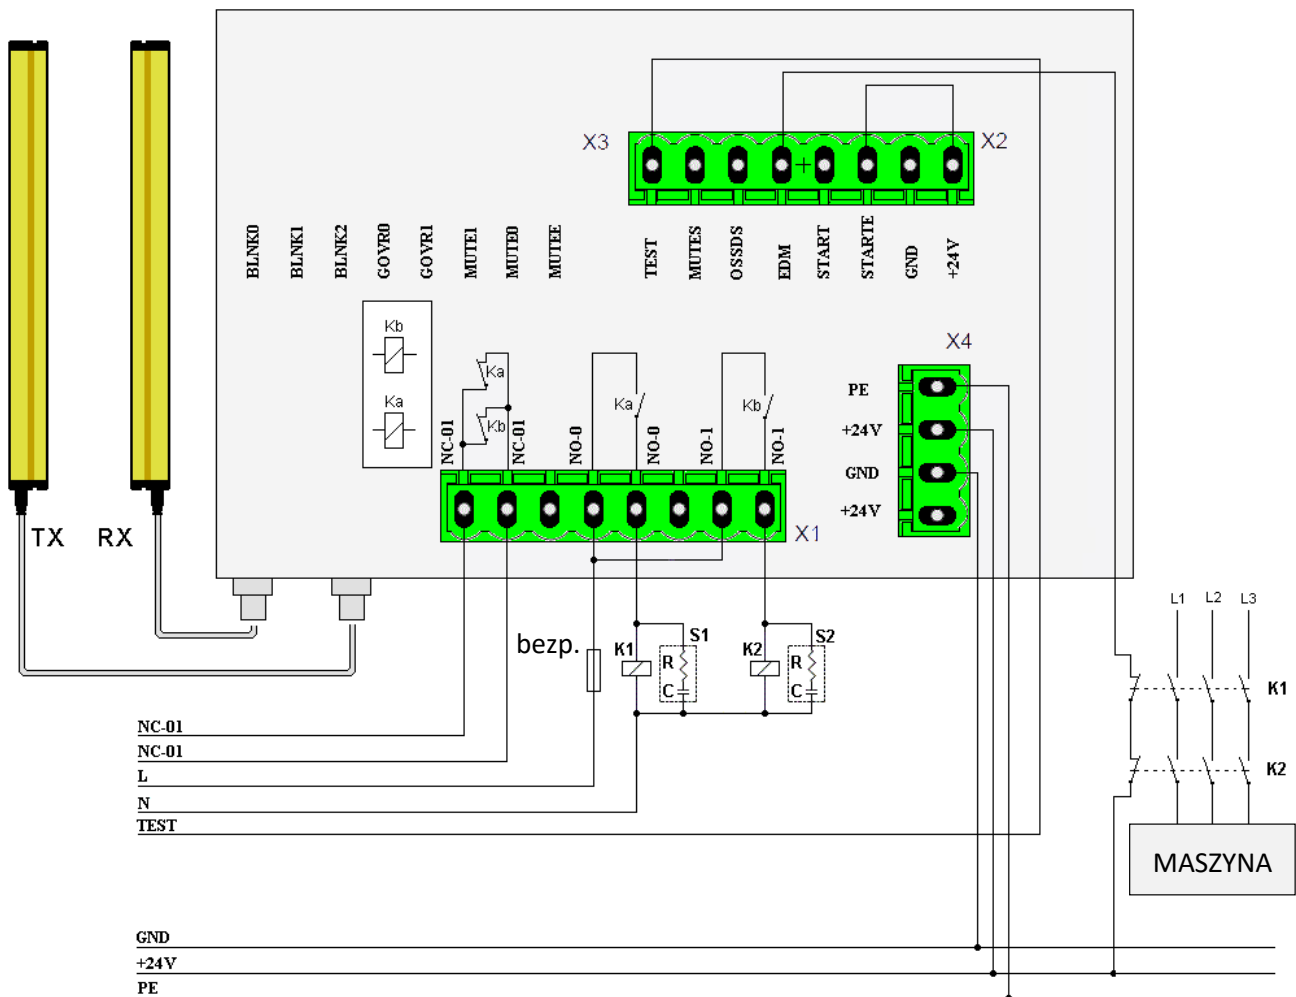 X3
X2
BLNK0
BLNK1
BLNK2
GOVR0
GOVR1
MUTE1
MUTE0
MUTEE
TEST
MUTES
OSSDS
EDM
START
STARTE
GND
+24V
Kb
Ka
Ka
Kb
Ka
Kb
NC-01
NC-01
NO-0
NO-0
NO-1
NO-1
X1
X4
PE
+24V
GND
+24V
TX
RX
bezp.
K1
S1
R
C
K2
S2
R
C
L1
L2
L3
K1
K2
MASZYNA
NC-01
NC-01
L
N
TEST
GND
+24V
PE